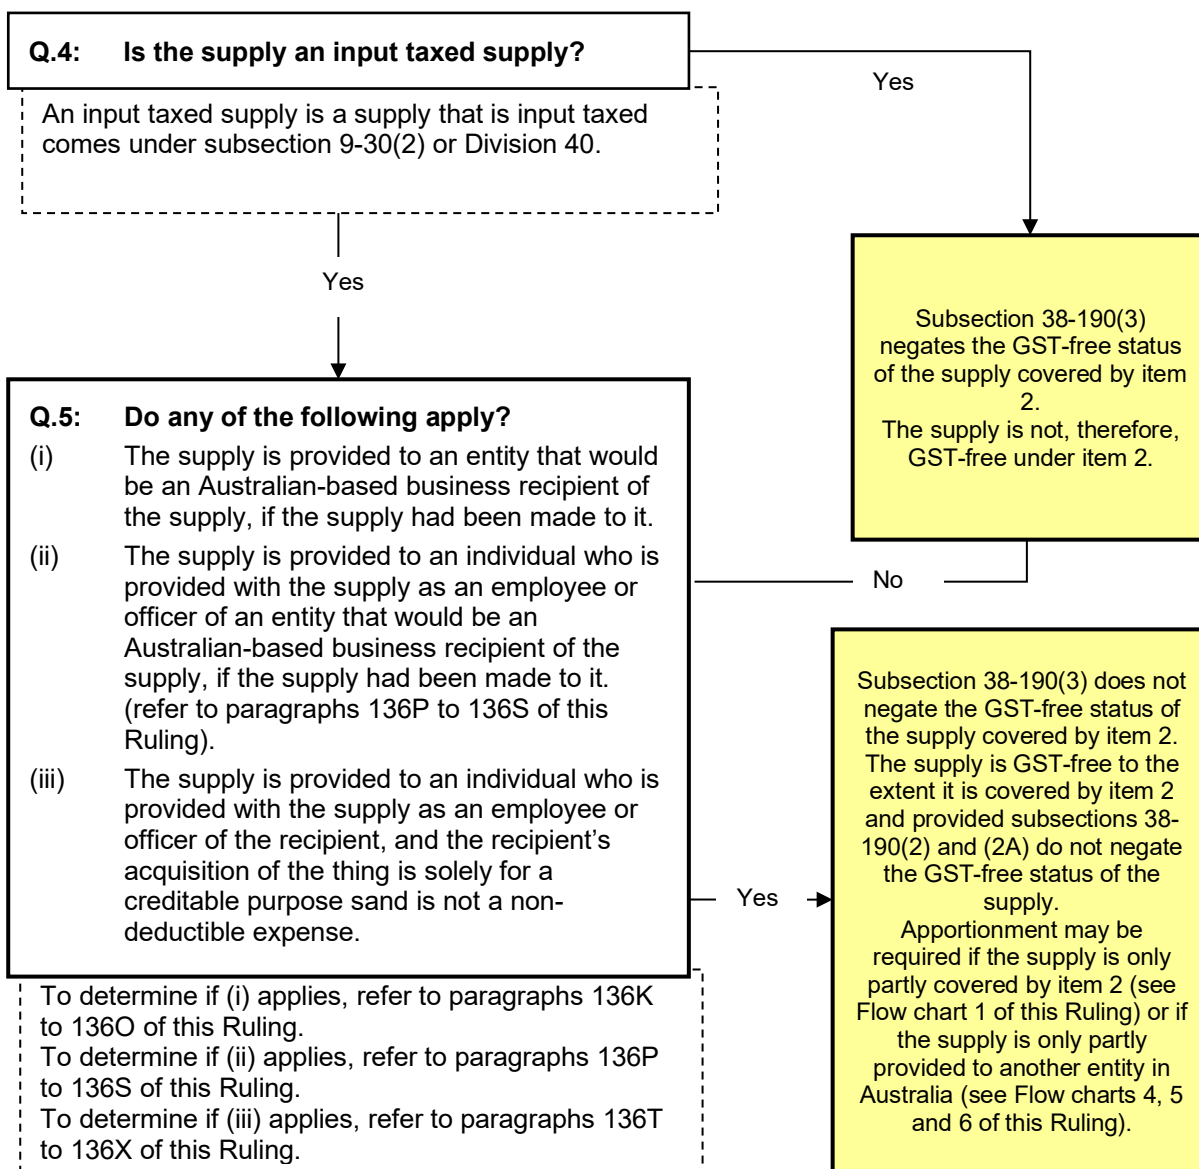 Q.4: Is the supply an input taxed supply?
Yes
An input taxed supply is a supply that is input taxed
comes under subsection 9-30(2) or Division 40.
Yes
Subsection 38-190(3)
negates the GST-free status
of the supply covered by item
2.
The supply is not, therefore,
GST-free under item 2.
Q.5: Do any of the following apply?
(i) The supply is provided to an entity that would
be an Australian-based business recipient of
the supply, if the supply had been made to it.
(ii) The supply is provided to an individual who is
provided with the supply as an employee or
officer of an entity that would be an
Australian-based business recipient of the
supply, if the supply had been made to it.
(refer to paragraphs 136P to 136S of this
Ruling).
(iii) The supply is provided to an individual who is
provided with the supply as an employee or
officer of the recipient, and the recipient’s
acquisition of the thing is solely for a
creditable purpose sand is not a non-
deductible expense.
No
Yes
Subsection 38-190(3) does not
negate the GST-free status of
the supply covered by item 2.
The supply is GST-free to the
extent it is covered by item 2
and provided subsections 38-
190(2) and (2A) do not negate
the GST-free status of the
supply.
Apportionment may be
required if the supply is only
partly covered by item 2 (see
Flow chart 1 of this Ruling) or if
the supply is only partly
provided to another entity in
Australia (see Flow charts 4, 5
and 6 of this Ruling).
To determine if (i) applies, refer to paragraphs 136K
to 136O of this Ruling.
To determine if (ii) applies, refer to paragraphs 136P
to 136S of this Ruling.
To determine if (iii) applies, refer to paragraphs 136T
to 136X of this Ruling.